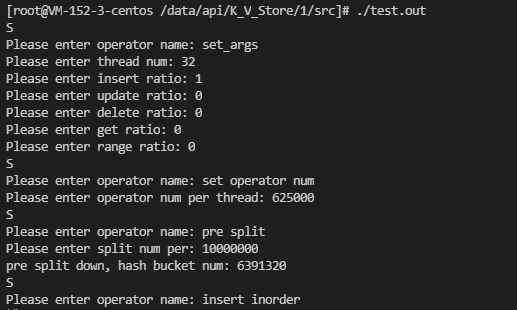 [root@VM-152-3-centos /data/api/K_V_Store/1/src]# ./test.out
S
Please enter operator name: set_args
Please enter thread num: 32
Please enter insert ratio: 1
Please enter update ratio: 0
Please enter delete ratio: 0
Please enter get ratio: 0
Please enter range ratio: 0
S
Please enter operator name: set operator num
Please enter operator num per thread: 625000
S
Please enter operator name: pre split
Please enter split num per: 10000000
pre split down, hash bucket num: 6391320
S
Please enter operator name: insert inorder